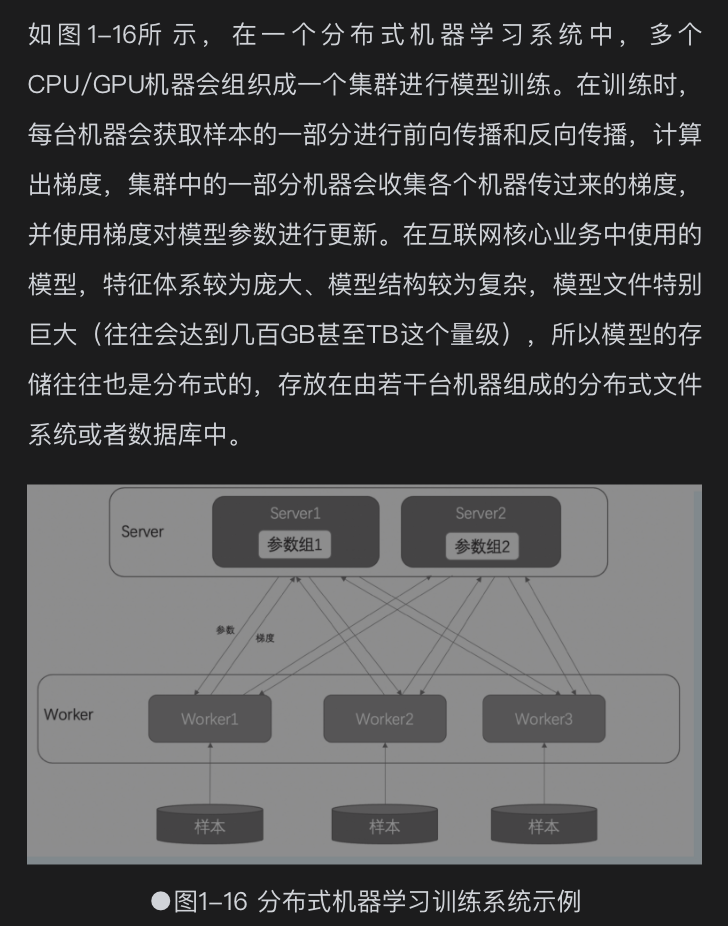 如图1–16所示，在一个分布式机器学习系统中，多个
CPU/GPU机器会组织成一个集群进行模型训练。在训练时，
每台机器会获取样本的一部分进行前向传播和反向传播，计算
出梯度，集群中的一部分机器会收集各个机器传过来的梯度，
并使用梯度对模型参数进行更新。在互联网核心业务中使用的
模型，特征体系较为庞大、模型结构较为复杂，模型文件特别
巨大（往往会达到几百GB甚至TB这个量级），所以模型的存
储往往也是分布式的，存放在由若干台机器组成的分布式文件
系统或者数据库中。
Server
Server1
参数组1
Server2
参数组2
参数
梯度
Worker
Worker1
Worker2
Worker3
样本
样本
样本
●图1–16 分布式机器学习训练系统示例